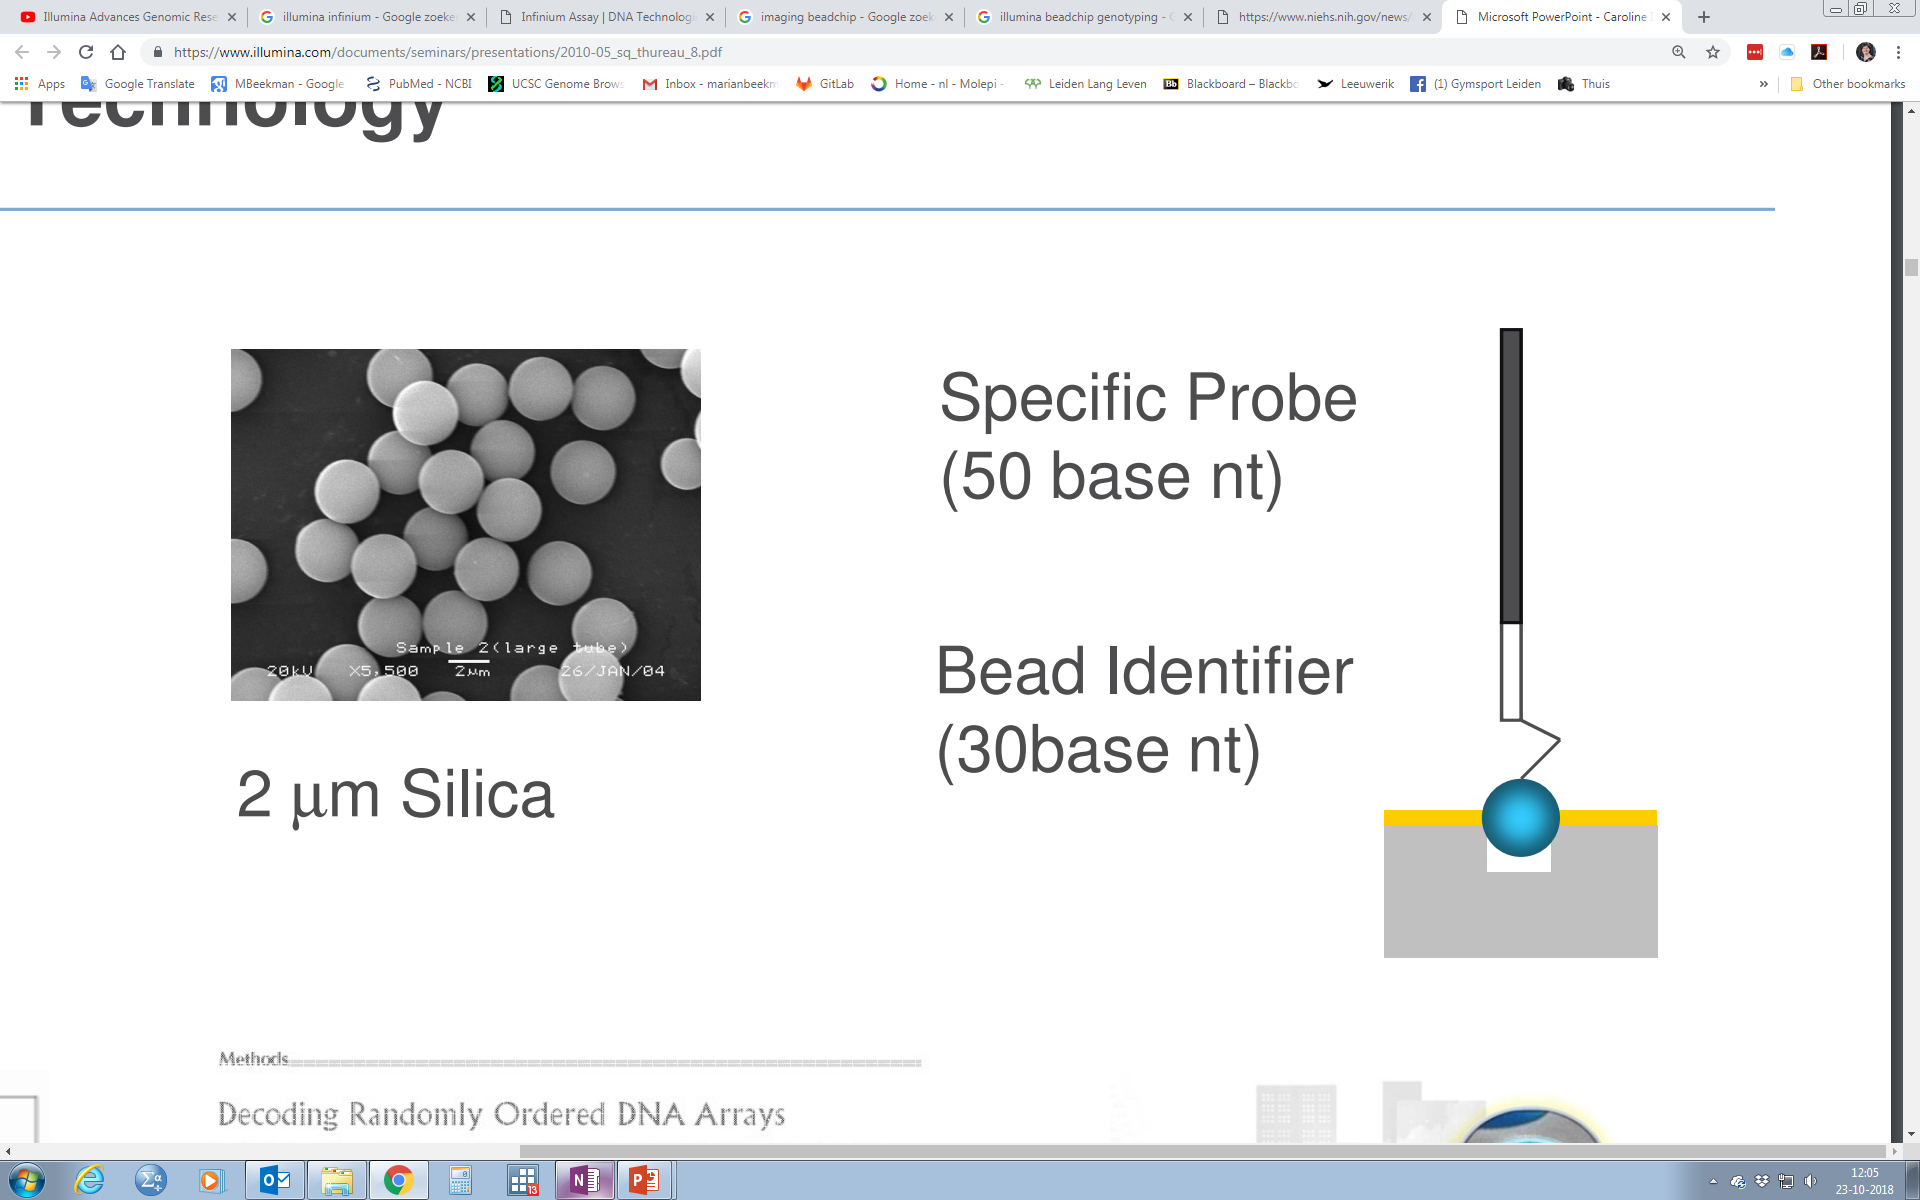 Illumina Advances Genomic Rese
illumina infinium - Google zoeke
Infinium Assay | DNA Technologi
imaging beadchip - Google zoek
illumina beadchip genotyping - G
https://www.niehs.nih.gov/news/
Microsoft PowerPoint - Caroline
https://www.illumina.com/documents/seminars/presentations/2010-05_sq_thureau_8.pdf
Apps
Google Translate
MBeekman - Google
PubMed - NCBI
UCSC Genome Brows
Inbox - marianbeekm
GitLab
Home - nl - Molepi -
Leiden Lang Leven
Bb
Blackboard – Blackbo
Leeuwerik
(1) Gymsport Leiden
Thuis
»
Other bookmarks
Technology
Specific Probe
(50 base nt)
Sample 2(large tube)
20kV X5,500 2µm 26/JAN/04
Bead Identifier
(30base nt)
2 µm Silica
Methods
Decoding Randomly Ordered DNA Arrays
13
12:05
23-10-2018